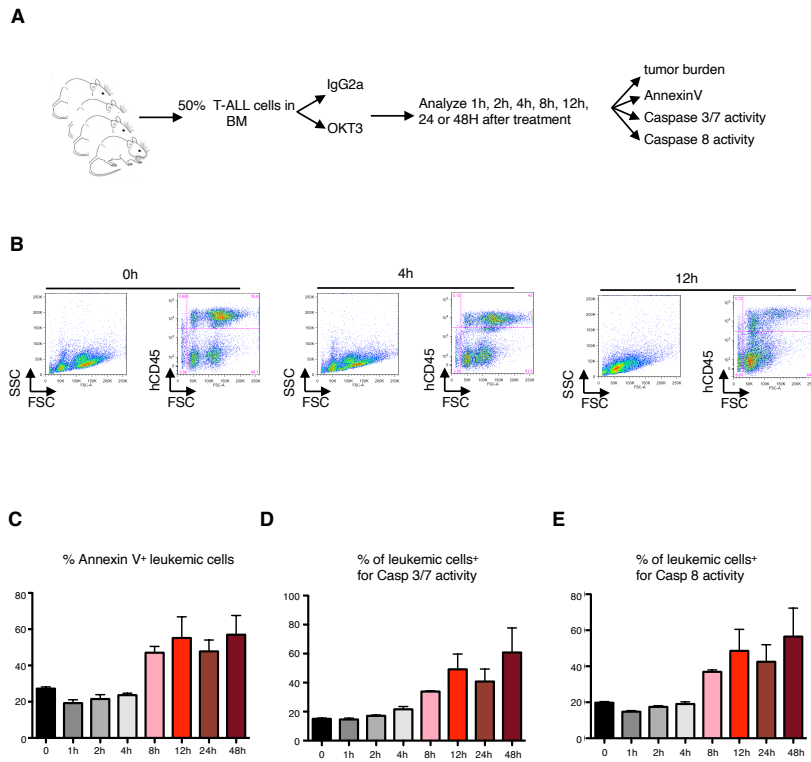 A
50% T-ALL cells in
BM
IgG2a
OKT3
Analyze 1h, 2h, 4h, 8h, 12h,
24 or 48H after treatment
tumor burden
AnnexinV
Caspase 3/7 activity
Caspase 8 activity
B
0h
4h
12h
SSC
FSC
hCD45
FSC
SSC
FSC
hCD45
FSC
SSC
FSC
hCD45
FSC
C
% Annexin V+ leukemic cells
80
60
40
20
0
0 1h 2h 4h 8h 12h 24h 48h
D
% of leukemic cells+
for Casp 3/7 activity
100
80
60
40
20
0
0 1h 2h 4h 8h 12h 24h 48h
E
% of leukemic cells+
for Casp 8 activity
80
60
40
20
0
0 1h 2h 4h 8h 12h 24h 48h